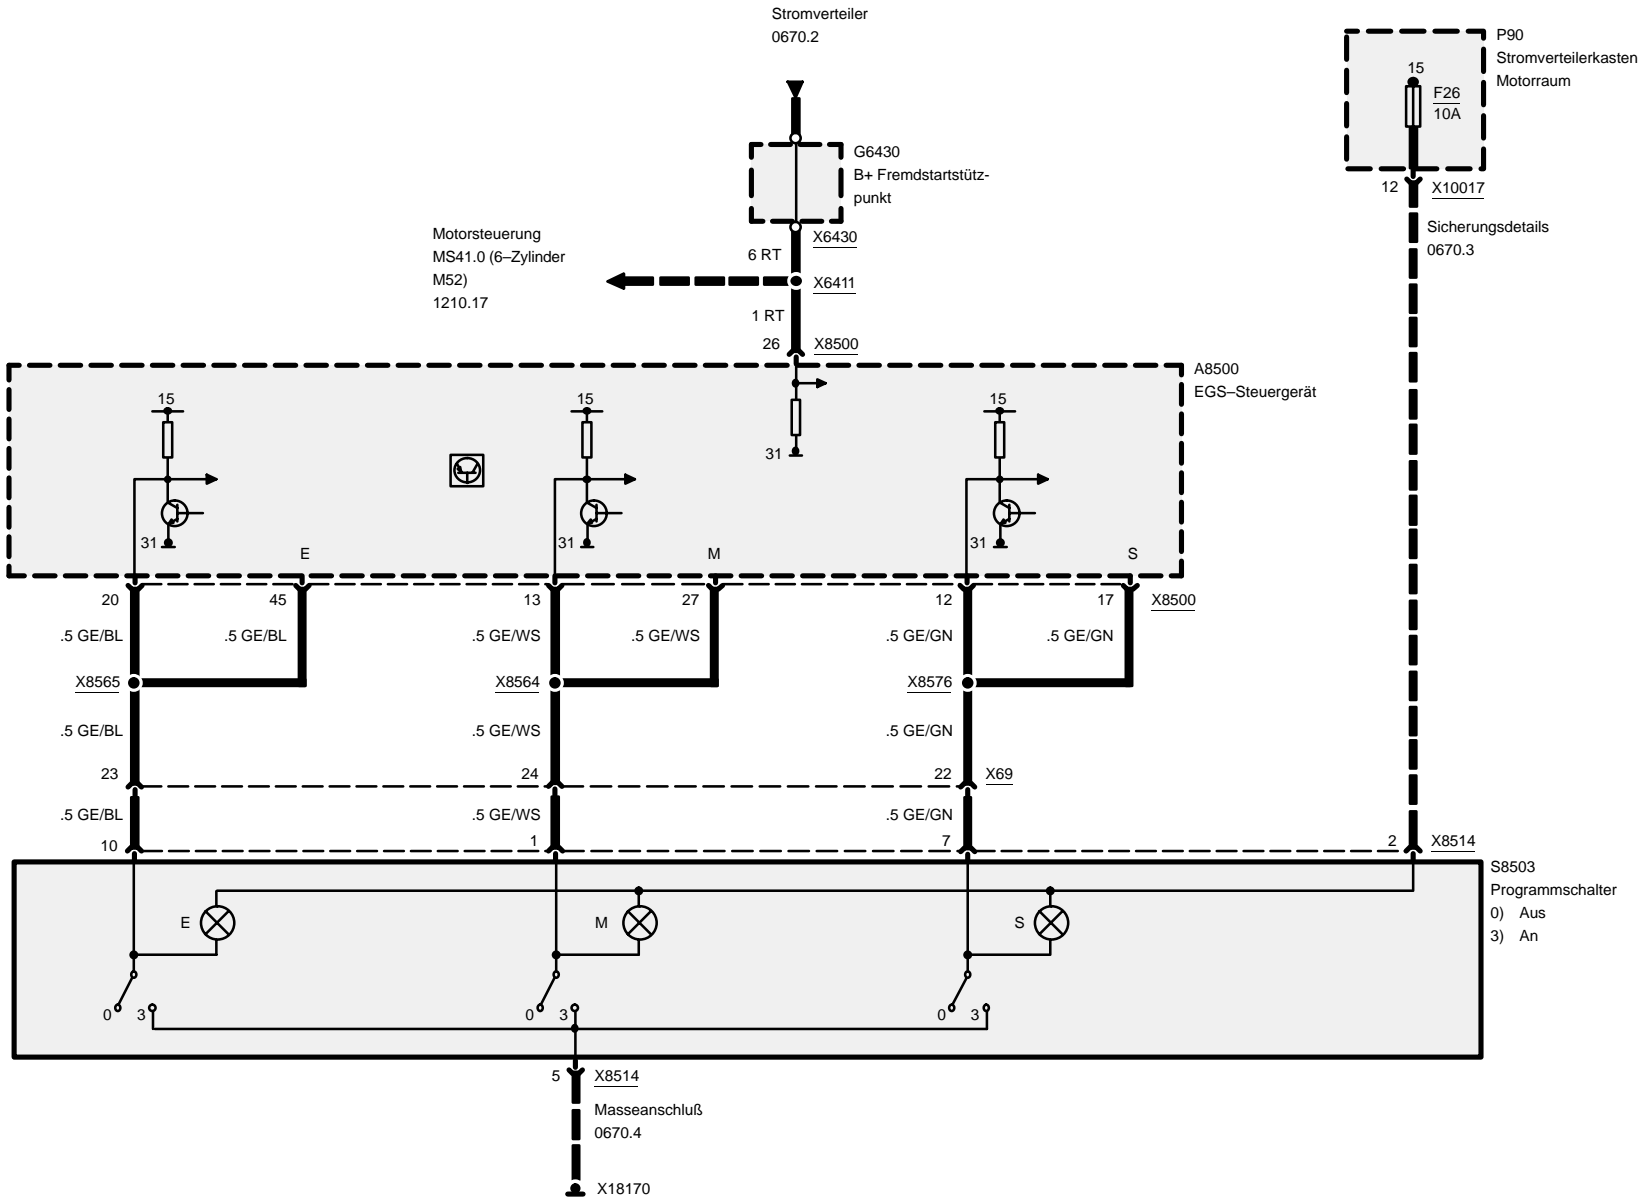 Stromverteiler
0670.2
P90
Stromverteilerkasten
Motorraum
15
F26
10A
12
X10017
Sicherungsdetails
0670.3
G6430
B+ Fremdstartstütz-
punkt
X6430
6 RT
Motorsteuerung
MS41.0 (6–Zylinder
M52)
1210.17
X6411
1 RT
26
X8500
A8500
EGS–Steuergerät
15
15
15
31
31
31
31
E
M
S
20
45
13
27
12
17
X8500
.5 GE/BL
.5 GE/BL
.5 GE/WS
.5 GE/WS
.5 GE/GN
.5 GE/GN
X8565
X8564
X8576
.5 GE/BL
.5 GE/WS
.5 GE/GN
23
24
22
X69
.5 GE/BL
.5 GE/WS
.5 GE/GN
10
1
7
2
X8514
S8503
Programmschalter
0) Aus
3) An
E
M
S
0
3
0
3
0
3
5
X8514
Masseanschluß
0670.4
X18170